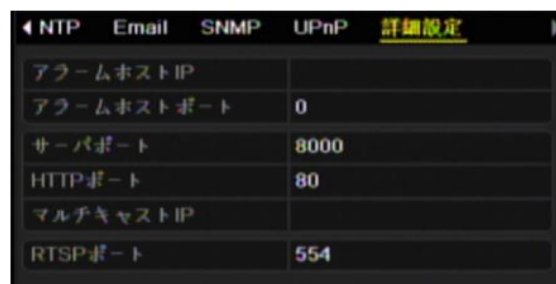 NTP Email SNMP UPnP 詳細設定
アラームホストIP
アラームホストポート 0
サーバポート 8000
HTTPポート 80
マルチキャストIP
RTSPポート 554